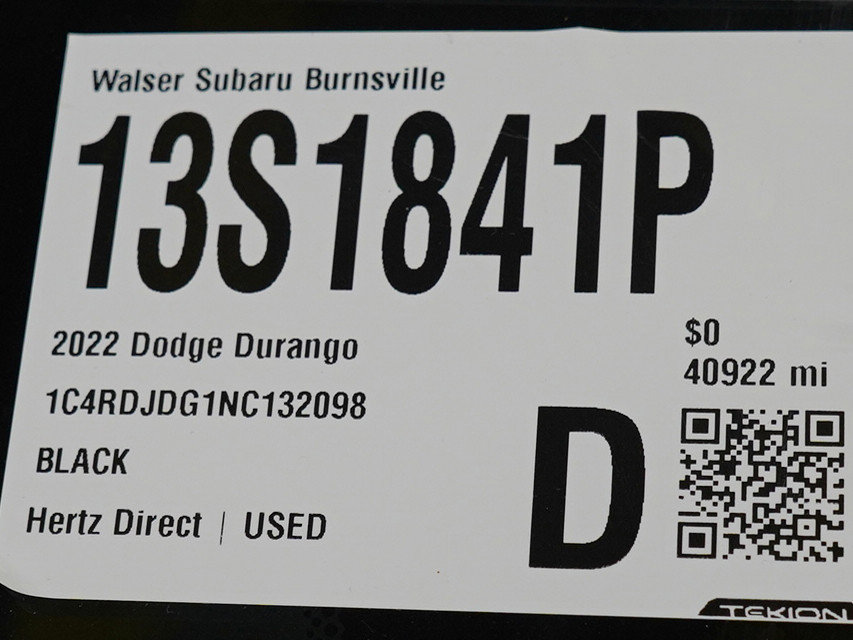 Walser Subaru Burnsville
13S1841P
2022 Dodge Durango
1C4RDJDG1NC132098
BLACK
Hertz Direct | USED
$0
40922 mi
D
TEKION